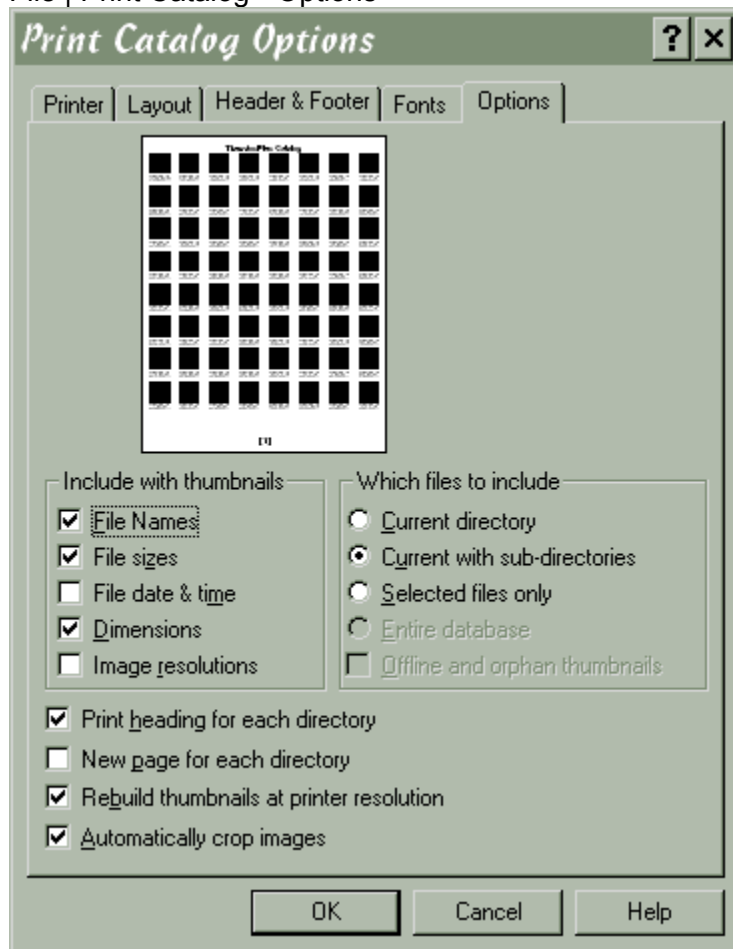 File | Print Catalog - Options
Print Catalog Options
Printer Layout Header & Footer Fonts Options
ThumbsPlus Catalog
[1]
Include with thumbnails
File Names
File sizes
File date & time
Dimensions
Image resolutions
Which files to include
Current directory
Current with sub-directories
Selected files only
Entire database
Offline and orphan thumbnails
Print heading for each directory
New page for each directory
Rebuild thumbnails at printer resolution
Automatically crop images
OK Cancel Help